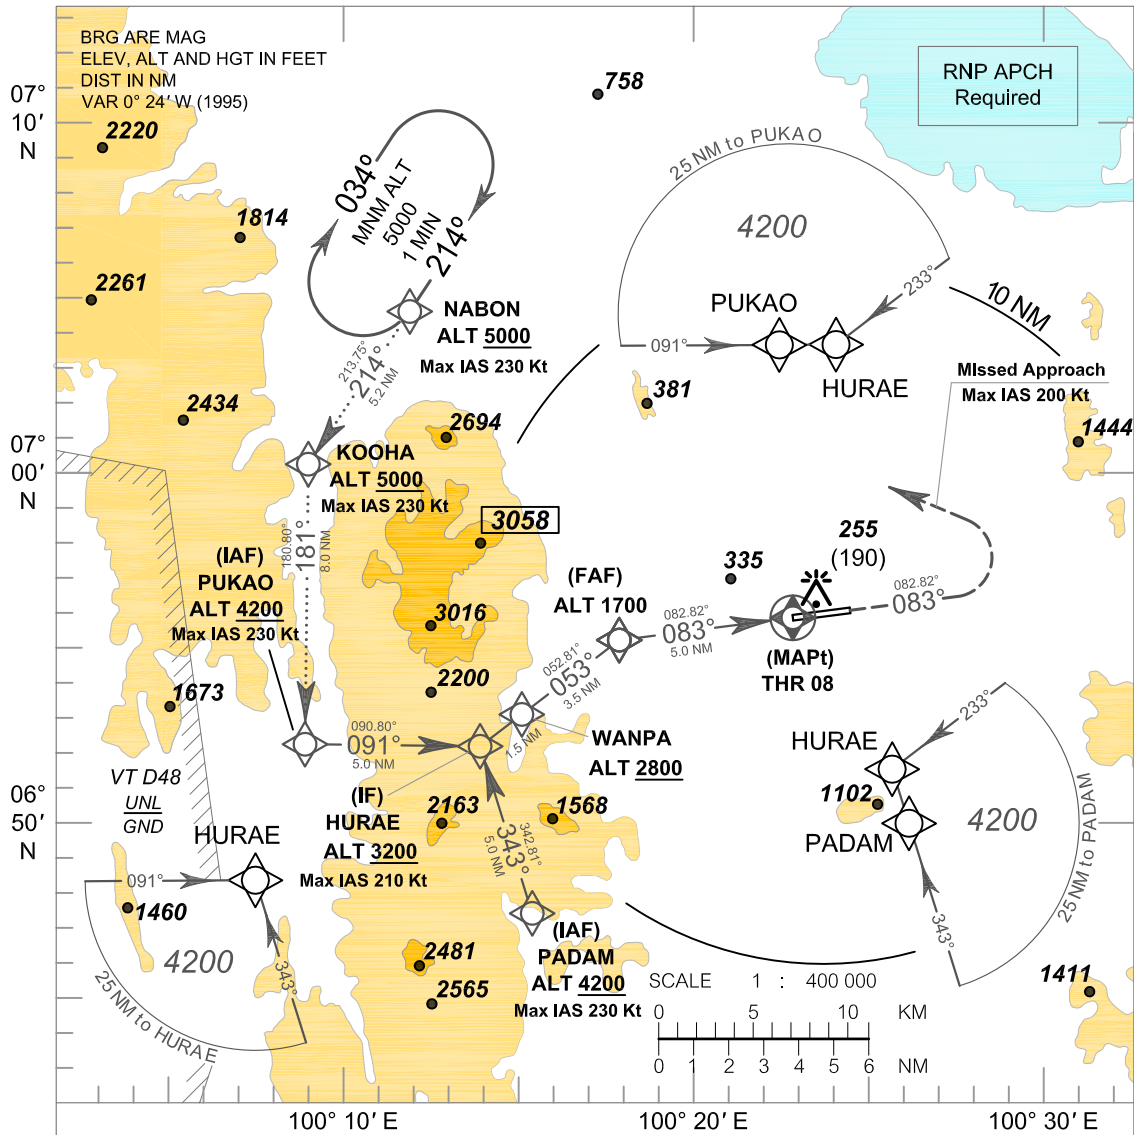 BRG ARE MAG
ELEV, ALT AND HGT IN FEET
DIST IN NM
VAR 0° 24' W (1995)
RNP APCH
Required
07°
10'
N
2220
758
1814
2261
034°
MNM ALT
5000
1 MIN
214°
25 NM to PUKAO
4200
233°
PUKAO
091°
HURAE
10 NM
NABON
ALT 5000
Max IAS 230 Kt
213.75°
214°
5.2 NM
MIssed Approach
Max IAS 200 Kt
381
2434
2694
1444
07°
00'
N
KOOHA
ALT 5000
Max IAS 230 Kt
3058
180.80°
181°
8.0 NM
(IAF)
PUKAO
ALT 4200
Max IAS 230 Kt
3016
2200
1673
(FAF)
ALT 1700
335
255
(190)
082.82°
083°
5.0 NM
082.82°
083°
(MAPt)
THR 08
052.81°
053°
3.5 NM
1.5 NM
090.80°
091°
5.0 NM
WANPA
ALT 2800
VT D48
UNL
GND
06°
50'
N
(IF)
HURAE
ALT 3200
Max IAS 210 Kt
2163
1568
342.81°
343°
5.0 NM
HURAE
233°
1102
PADAM
4200
343°
25 NM to PADAM
HURAE
091°
1460
4200
343°
25 NM to HURAE
2481
2565
(IAF)
PADAM
ALT 4200
Max IAS 230 Kt
1411
SCALE 1 : 400 000
0 5 10 KM
0 1 2 3 4 5 6 NM
100° 10' E
100° 20' E
100° 30' E